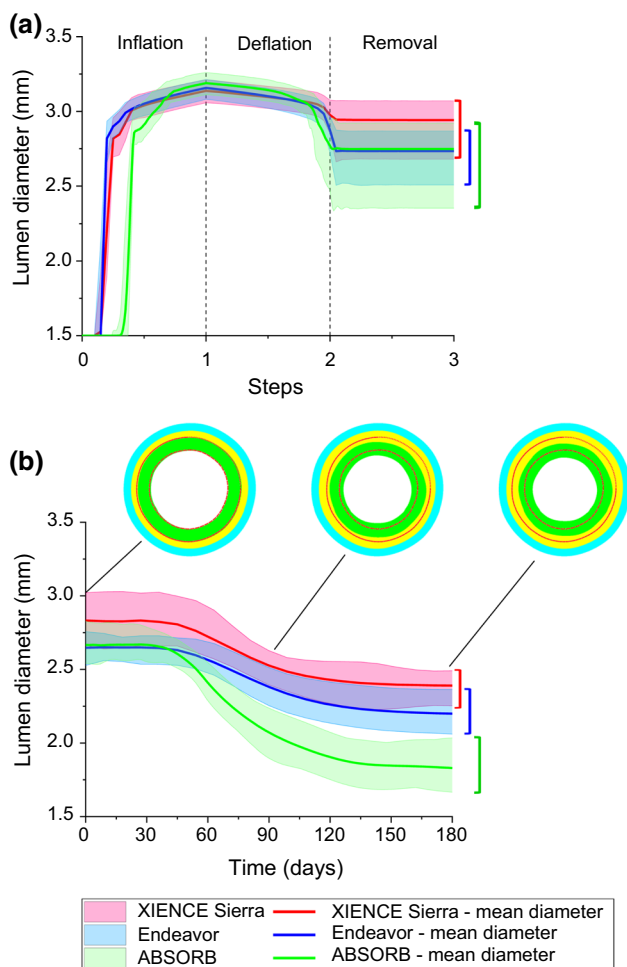 (a)
Inflation Deflation Removal
3.5
3.0
2.5
2.0
1.5
Lumen diameter (mm)
0 1 2 3
Steps
(b)
3.5
3.0
2.5
2.0
1.5
Lumen diameter (mm)
0 30 60 90 120 150 180
Time (days)
XIENCE Sierra XIENCE Sierra - mean diameter
Endeavor Endeavor - mean diameter
ABSORB ABSORB - mean diameter